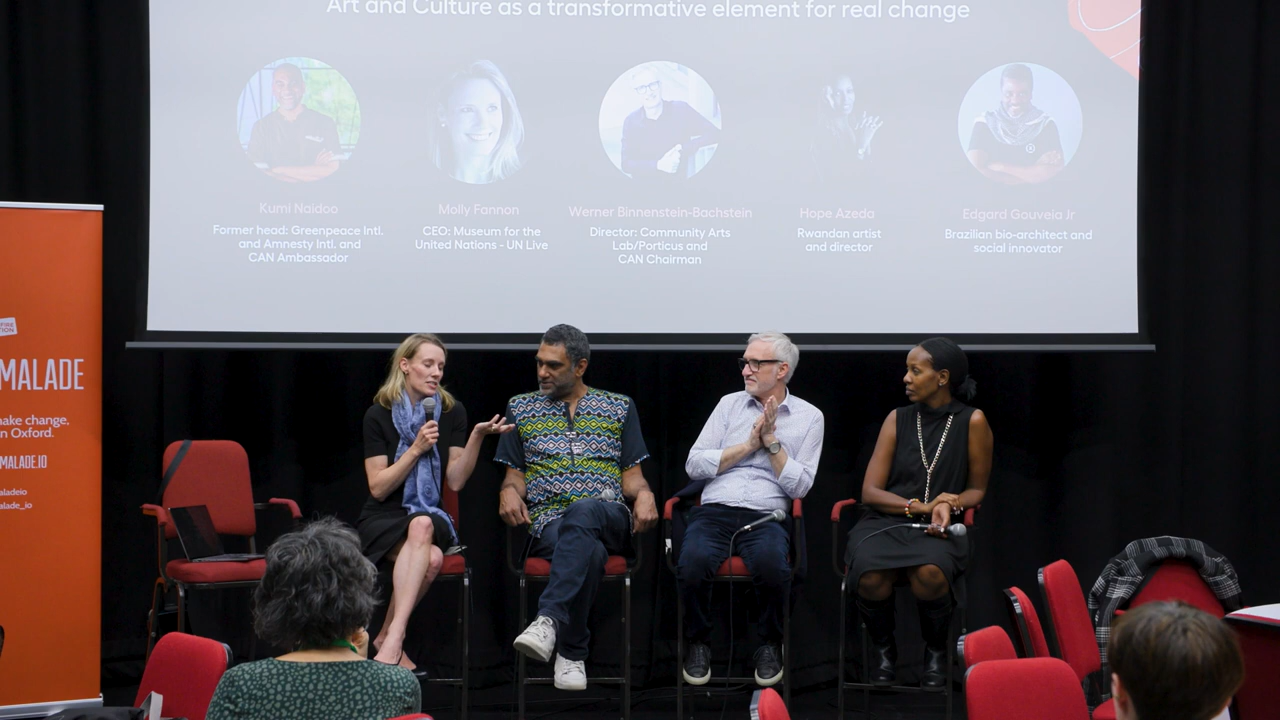 Art and Culture as a transformative element for real change
Kumi Naidoo
Former head: Greenpeace Intl.
and Amnesty Intl. and
CAN Ambassador
Molly Fannon
CEO: Museum for the
United Nations - UN Live
Werner Binnenstein-Bachstein
Director: Community Arts
Lab/Porticus and
CAN Chairman
Hope Azeda
Rwandan artist
and director
Edgard Gouveia Jr
Brazilian bio-architect and
social innovator
FIRE
TION
MALADE
make change,
n Oxford.
MALADE.IO
aladeio
alade_io